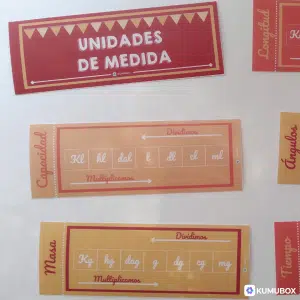 UNIDADES
DE MEDIDA
Longitud
Capacidad
Dividimos
Kl hl dal l dl cl ml
Multiplicamos
Ángulos
Masa
Dividimos
Kg hg dag g dg cg mg
Multiplicamos
Tiempo
KUMUBOX